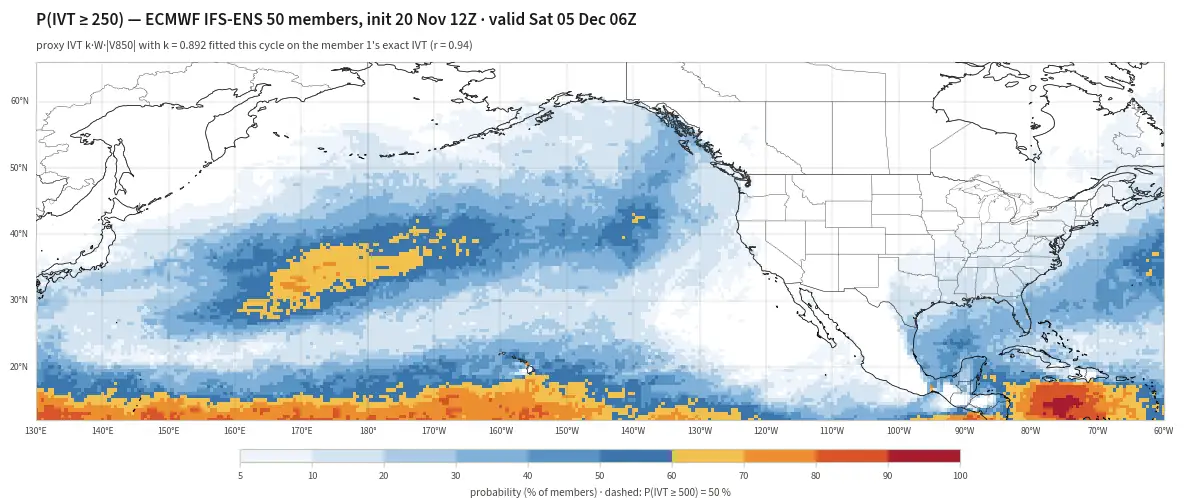 P(IVT ≥ 250) — ECMWF IFS-ENS 50 members, init 20 Nov 12Z · valid Sat 05 Dec 06Z
proxy IVT k·W·|V850| with k = 0.892 fitted this cycle on the member 1's exact IVT (r = 0.94)
60°N
50°N
40°N
30°N
20°N
130°E 140°E 150°E 160°E 170°E 180° 170°W 160°W 150°W 140°W 130°W 120°W 110°W 100°W 90°W 80°W 70°W 60°W
5 10 20 30 40 50 60 70 80 90 100
probability (% of members) · dashed: P(IVT ≥ 500) = 50 %